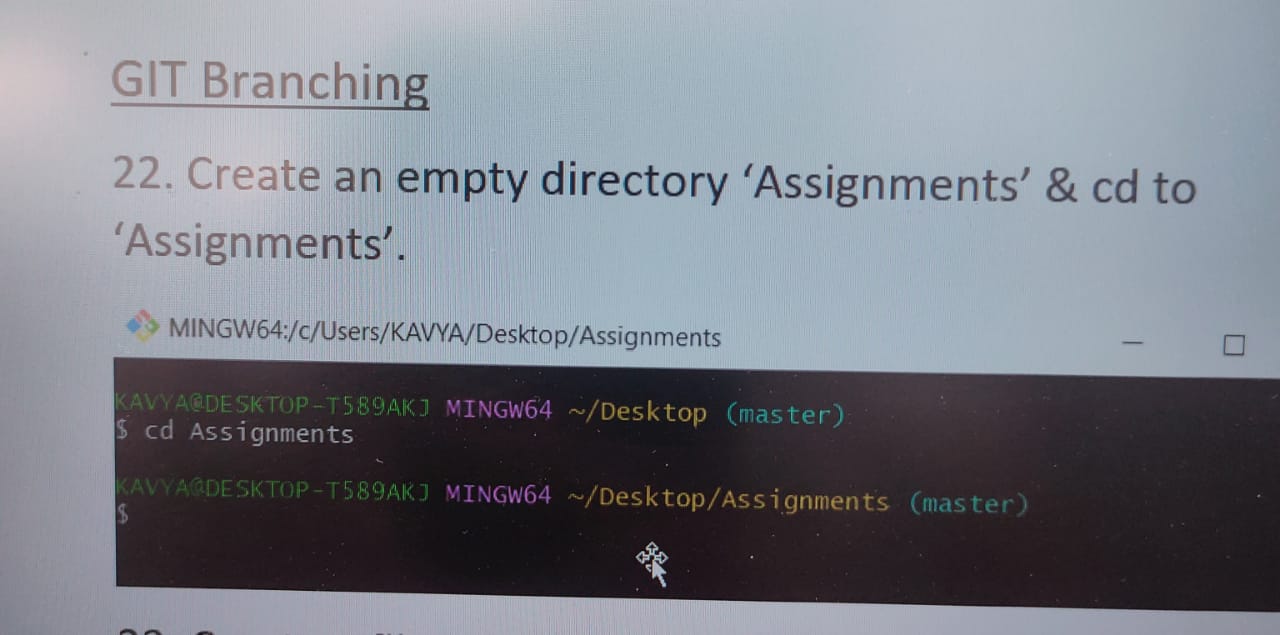 GIT Branching
22. Create an empty directory ‘Assignments’ & cd to
‘Assignments’.
MINGW64:/c/Users/KAVYA/Desktop/Assignments
KAVYA@DESKTOP-T589AKJ MINGW64 ~/Desktop (master)
$ cd Assignments
KAVYA@DESKTOP-T589AKJ MINGW64 ~/Desktop/Assignments (master)
$